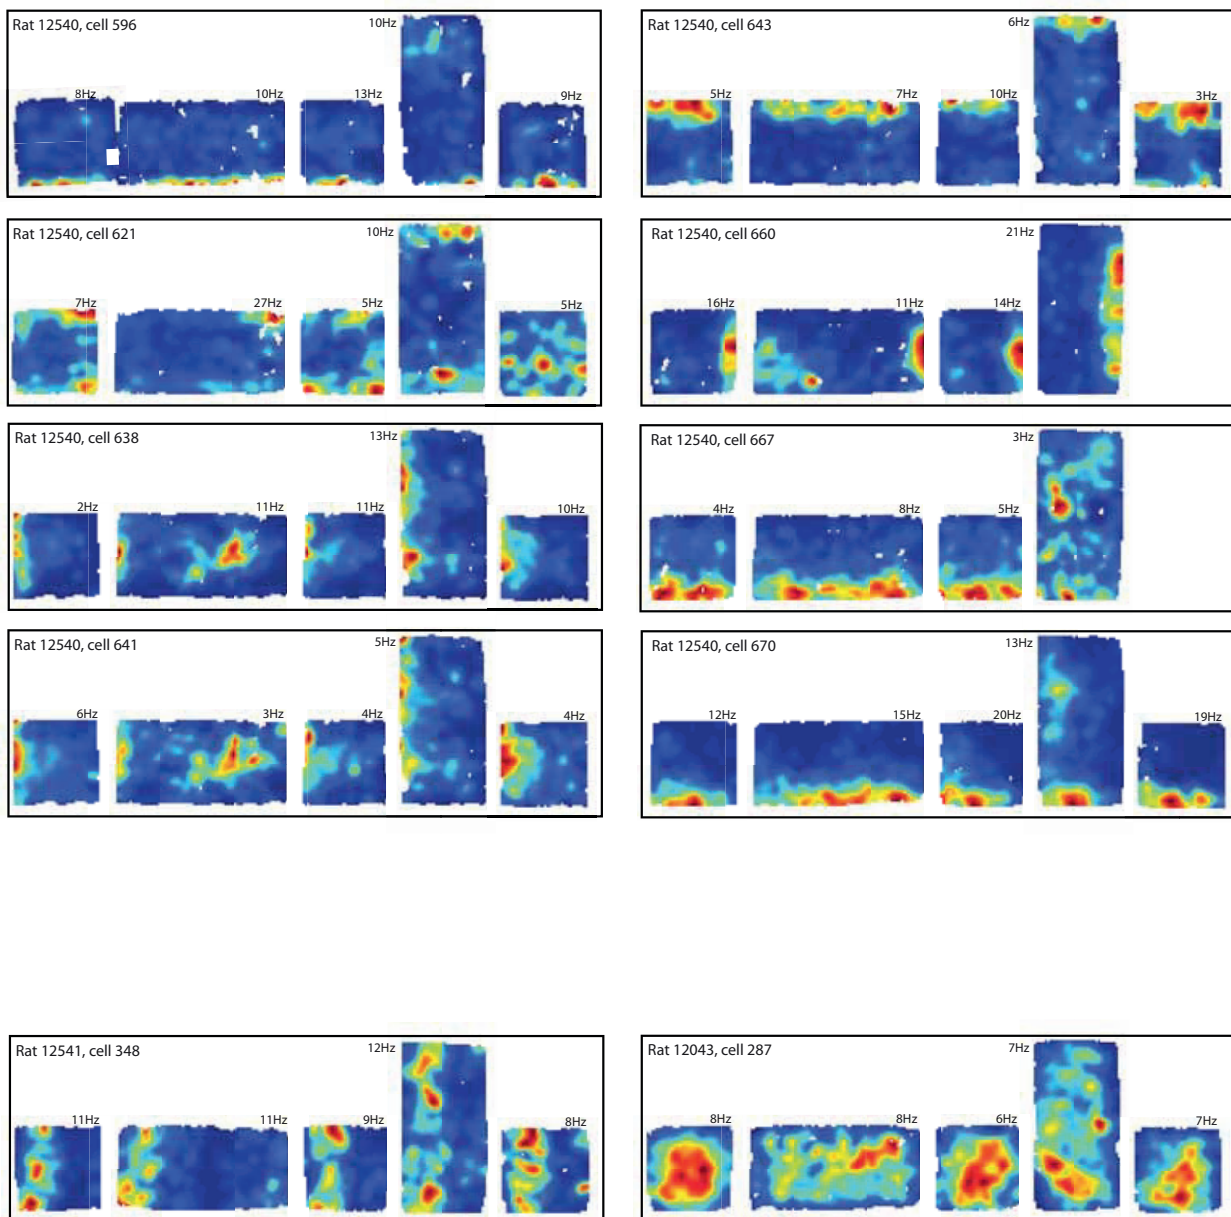 Rat 12540, cell 596
8Hz
10Hz
13Hz
10Hz
9Hz
Rat 12540, cell 643
5Hz
7Hz
10Hz
6Hz
3Hz
Rat 12540, cell 621
7Hz
27Hz
5Hz
10Hz
5Hz
Rat 12540, cell 660
16Hz
11Hz
14Hz
21Hz
Rat 12540, cell 638
2Hz
11Hz
11Hz
13Hz
10Hz
Rat 12540, cell 667
4Hz
8Hz
5Hz
3Hz
Rat 12540, cell 641
6Hz
3Hz
4Hz
5Hz
4Hz
Rat 12540, cell 670
12Hz
15Hz
20Hz
13Hz
19Hz
Rat 12541, cell 348
11Hz
11Hz
9Hz
12Hz
8Hz
Rat 12043, cell 287
8Hz
8Hz
6Hz
7Hz
7Hz